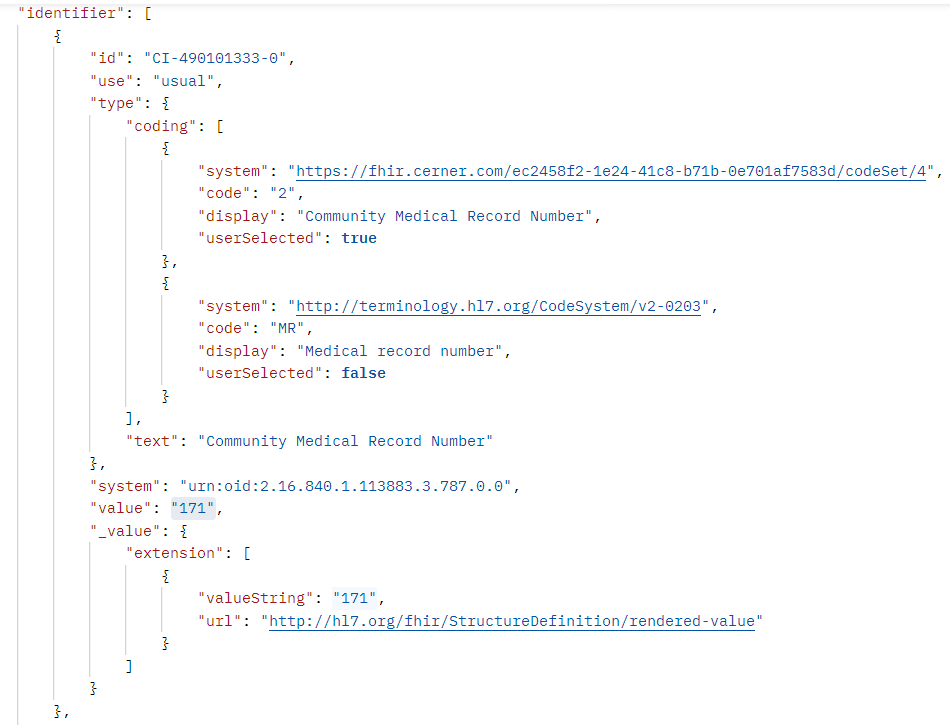 "identifier": [
{
"id": "CI-490101333-0",
"use": "usual",
"type": {
"coding": [
{
"system": "https://fhir.cerner.com/ec2458f2-1e24-41c8-b71b-0e701af7583d/codeSet/4",
"code": "2",
"display": "Community Medical Record Number",
"userSelected": true
},
{
"system": "http://terminology.hl7.org/CodeSystem/v2-0203",
"code": "MR",
"display": "Medical record number",
"userSelected": false
}
],
"text": "Community Medical Record Number"
},
"system": "urn:oid:2.16.840.1.113883.3.787.0.0",
"value": "171",
"_value": {
"extension": [
{
"valueString": "171",
"url": "http://hl7.org/fhir/StructureDefinition/rendered-value"
}
]
}
},